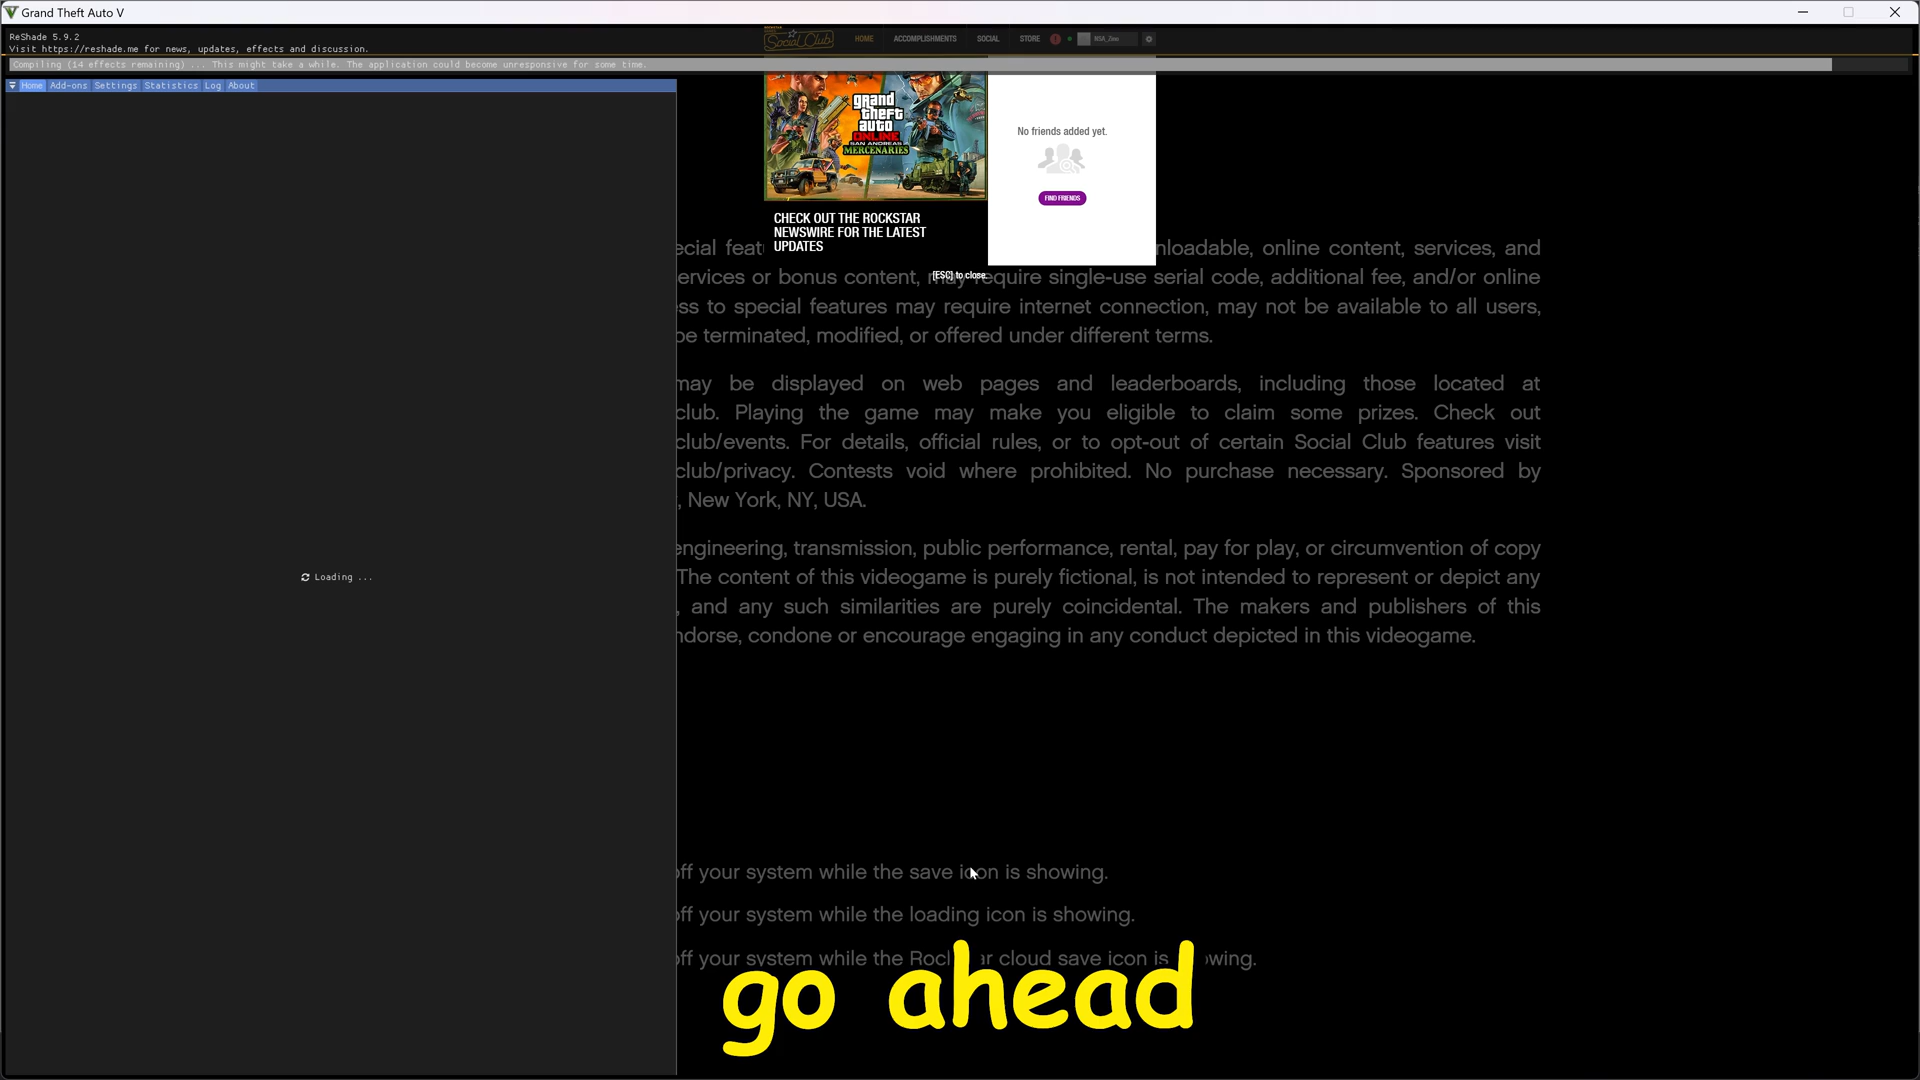 Grand Theft Auto V
ReShade 5.9.2
Visit https://reshade.me for news, updates, effects and discussion.
Compiling (14 effects remaining) ... This might take a while. The application could become unresponsive for some time.
Home Add-ons Settings Statistics Log About
Social Club HOME ACCOMPLISHMENTS SOCIAL STORE
grand
theft
auto
ONLINE
SAN ANDREAS
MERCENARIES
CHECK OUT THE ROCKSTAR
NEWSWIRE FOR THE LATEST
UPDATES
No friends added yet.
FIND FRIENDS
[ESC] to close.
ecial feat nloadable, online content, services, and
ervices or bonus content, may require single-use serial code, additional fee, and/or online
ss to special features may require internet connection, may not be available to all users,
be terminated, modified, or offered under different terms.
may be displayed on web pages and leaderboards, including those located at
club. Playing the game may make you eligible to claim some prizes. Check out
club/events. For details, official rules, or to opt-out of certain Social Club features visit
club/privacy. Contests void where prohibited. No purchase necessary. Sponsored by
, New York, NY, USA.
engineering, transmission, public performance, rental, pay for play, or circumvention of copy
The content of this videogame is purely fictional, is not intended to represent or depict any
, and any such similarities are purely coincidental. The makers and publishers of this
ndorse, condone or encourage engaging in any conduct depicted in this videogame.
Loading ...
off your system while the save icon is showing.
off your system while the loading icon is showing.
off your system while the Roc ar cloud save icon is owing.
go ahead